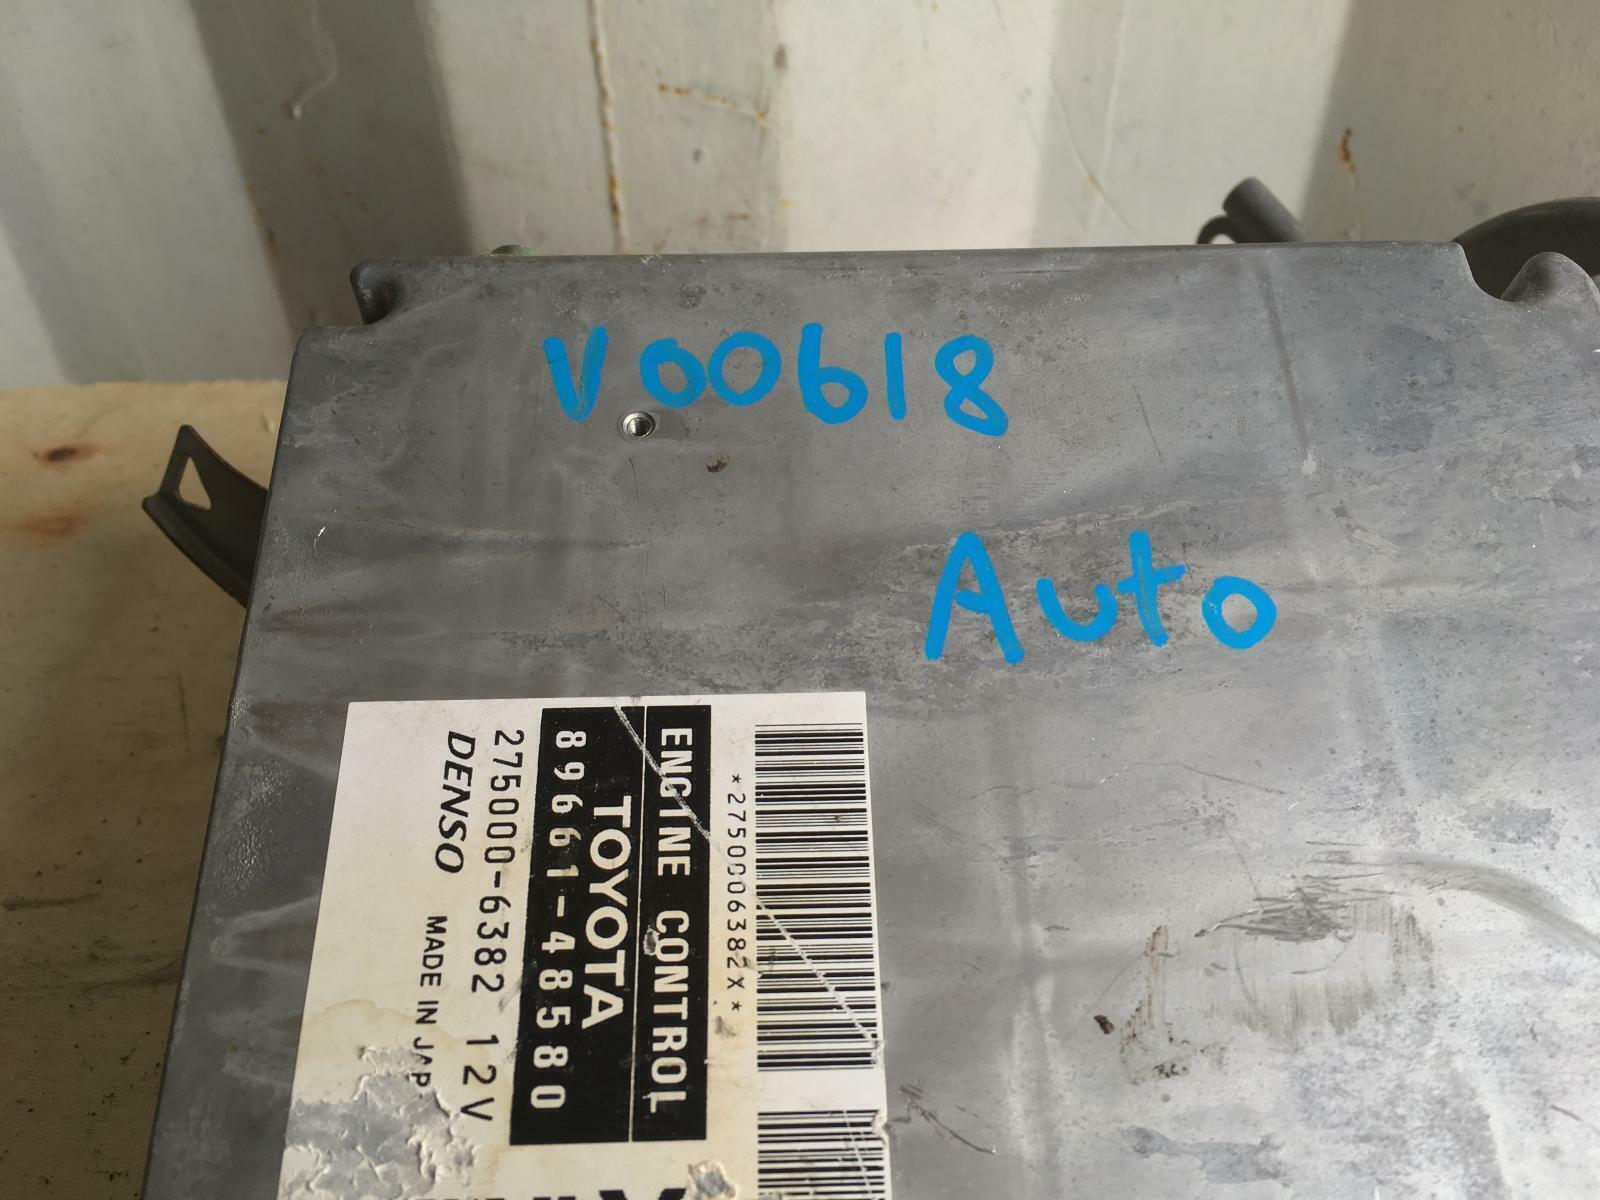 V00618
Auto
*2750006382X*
ENGINE CONTROL
TOYOTA
89661-48580
275000-6382 12V
DENSO MADE IN JAP